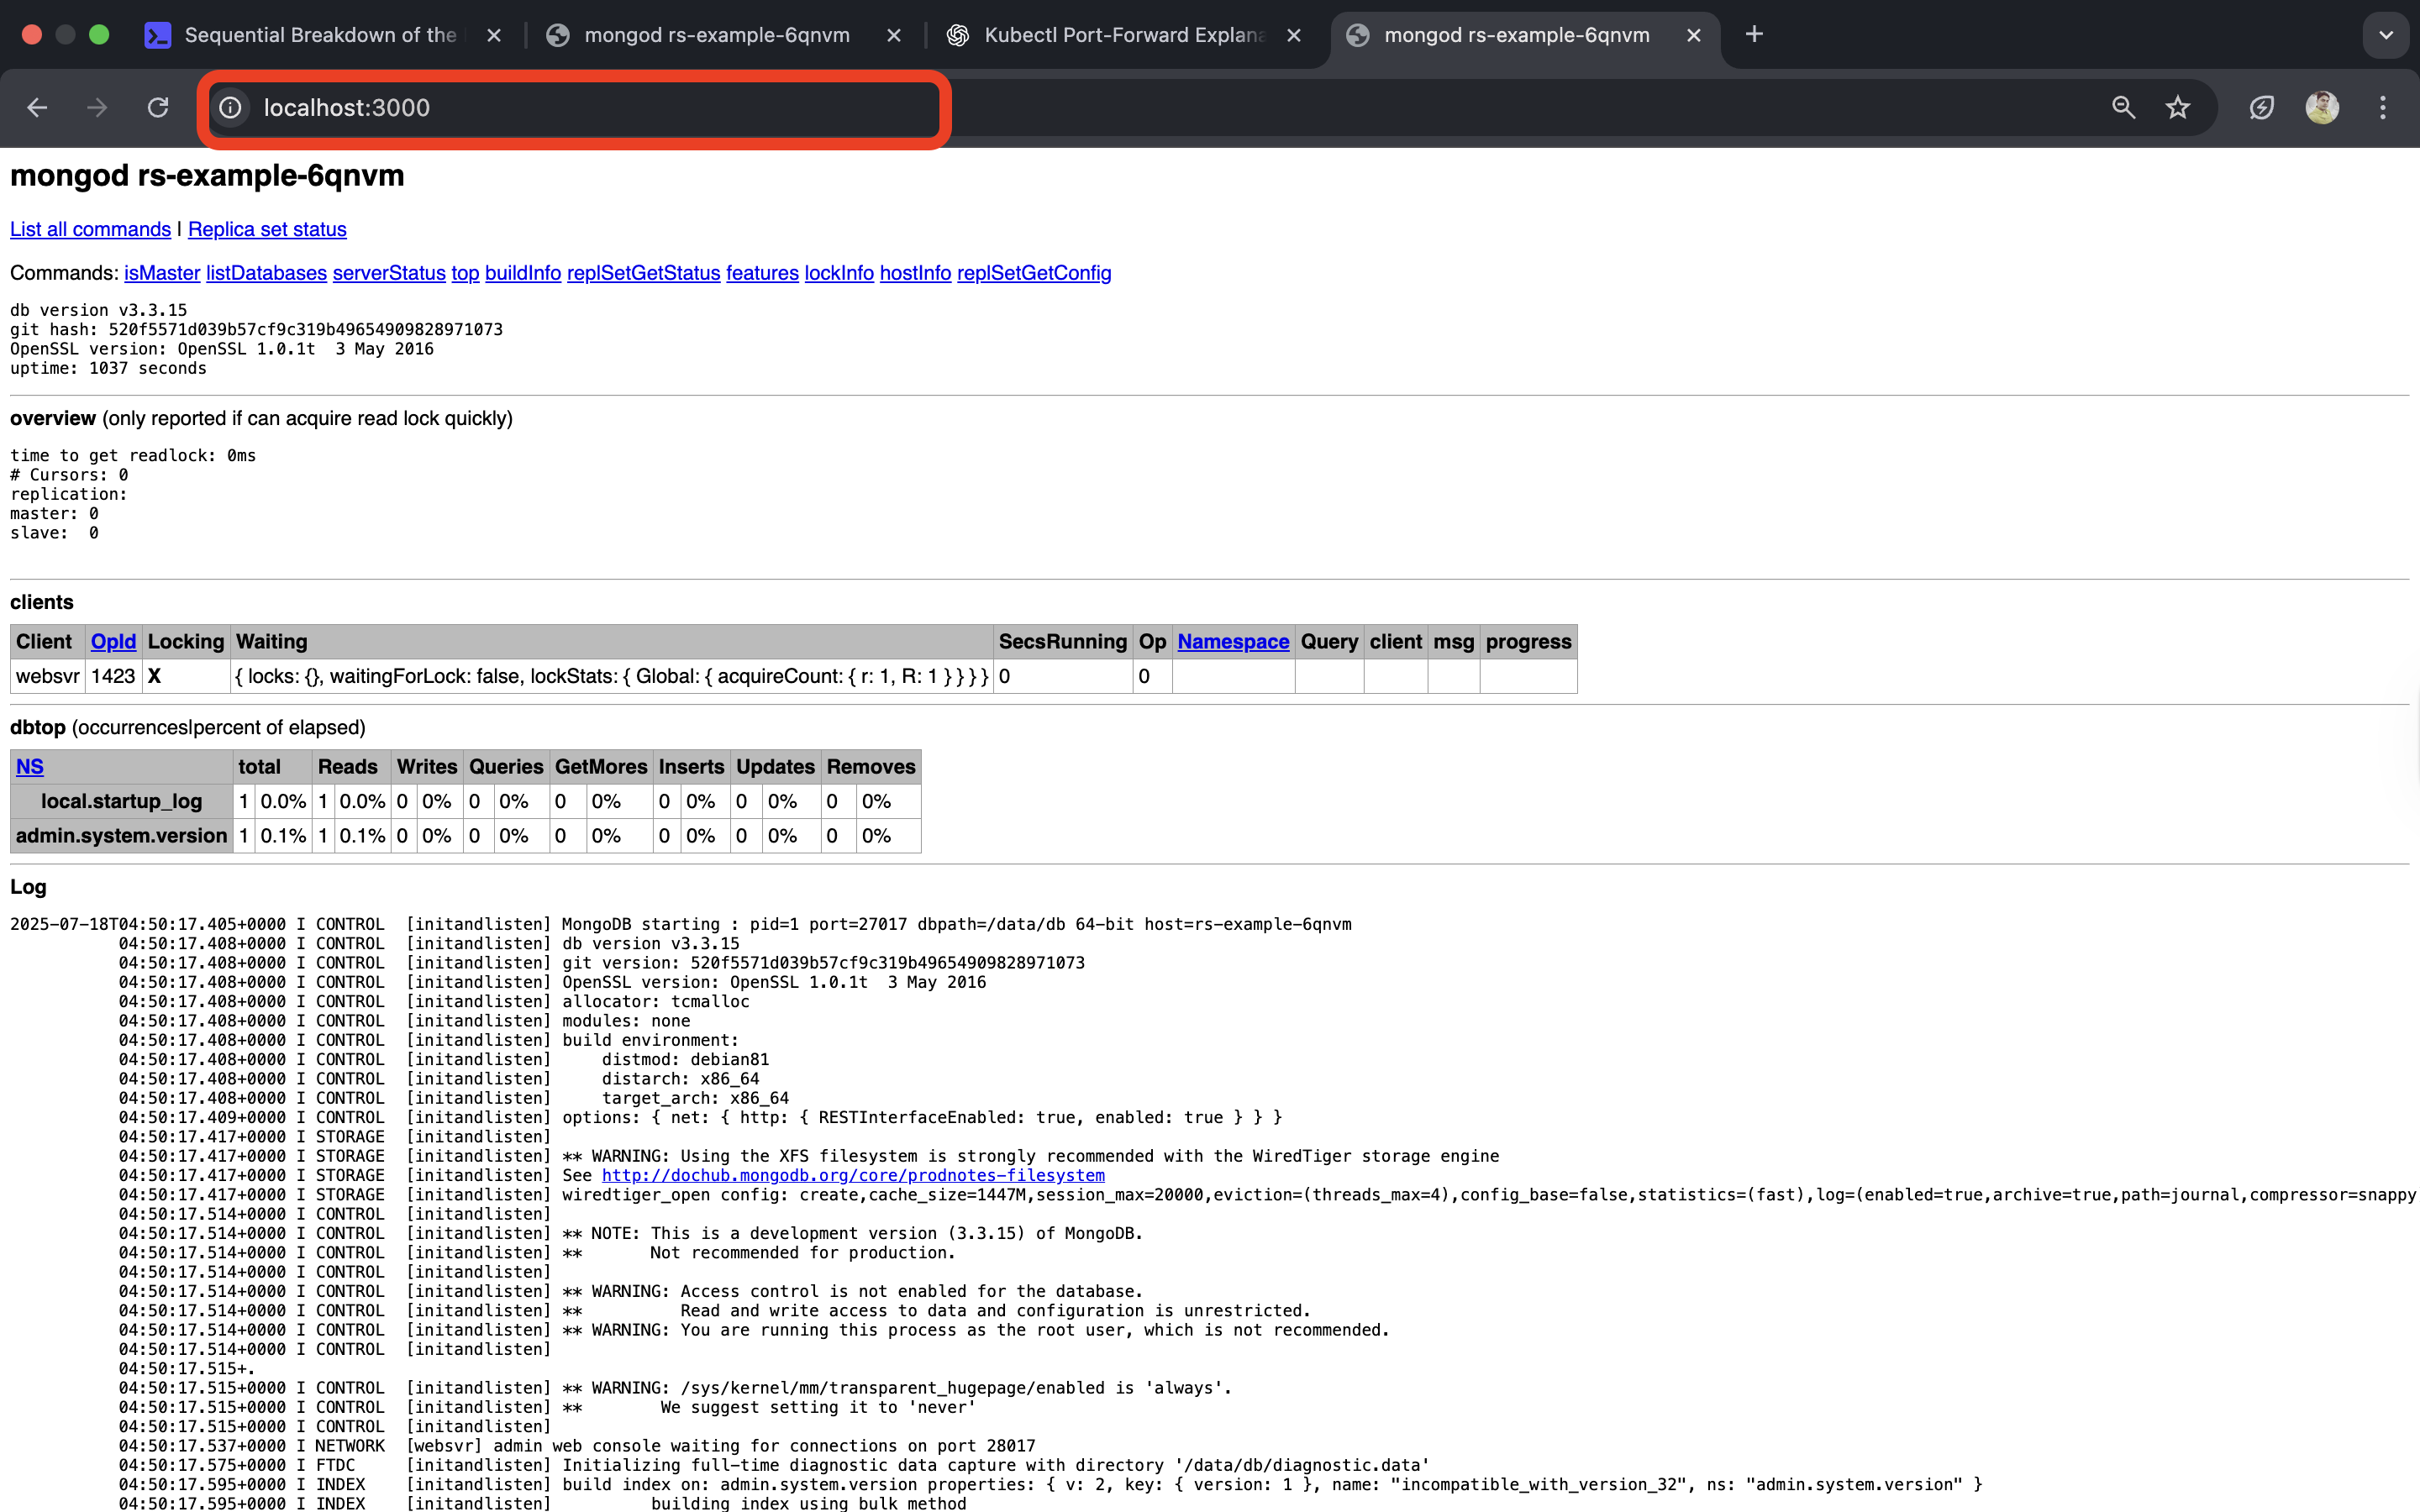 Sequential Breakdown of the
mongod rs-example-6qnvm
Kubectl Port-Forward Explana
mongod rs-example-6qnvm
localhost:3000
mongod rs-example-6qnvm
List all commands | Replica set status
Commands: isMaster listDatabases serverStatus top buildInfo replSetGetStatus features lockInfo hostInfo replSetGetConfig
db version v3.3.15
git hash: 520f5571d039b57cf9c319b49654909828971073
OpenSSL version: OpenSSL 1.0.1t  3 May 2016
uptime: 1037 seconds
overview (only reported if can acquire read lock quickly)
time to get readlock: 0ms
# Cursors: 0
replication:
master: 0
slave:  0
clients
Client OpId Locking Waiting SecsRunning Op Namespace Query client msg progress
websvr 1423 X { locks: {}, waitingForLock: false, lockStats: { Global: { acquireCount: { r: 1, R: 1 } } } } 0 0
dbtop (occurrences|percent of elapsed)
NS total Reads Writes Queries GetMores Inserts Updates Removes
local.startup_log 1 0.0% 1 0.0% 0 0% 0 0% 0 0% 0 0% 0 0% 0 0%
admin.system.version 1 0.1% 1 0.1% 0 0% 0 0% 0 0% 0 0% 0 0% 0 0%
Log
2025-07-18T04:50:17.405+0000 I CONTROL  [initandlisten] MongoDB starting : pid=1 port=27017 dbpath=/data/db 64-bit host=rs-example-6qnvm
04:50:17.408+0000 I CONTROL  [initandlisten] db version v3.3.15
04:50:17.408+0000 I CONTROL  [initandlisten] git version: 520f5571d039b57cf9c319b49654909828971073
04:50:17.408+0000 I CONTROL  [initandlisten] OpenSSL version: OpenSSL 1.0.1t  3 May 2016
04:50:17.408+0000 I CONTROL  [initandlisten] allocator: tcmalloc
04:50:17.408+0000 I CONTROL  [initandlisten] modules: none
04:50:17.408+0000 I CONTROL  [initandlisten] build environment:
04:50:17.408+0000 I CONTROL  [initandlisten]     distmod: debian81
04:50:17.408+0000 I CONTROL  [initandlisten]     distarch: x86_64
04:50:17.408+0000 I CONTROL  [initandlisten]     target_arch: x86_64
04:50:17.409+0000 I CONTROL  [initandlisten] options: { net: { http: { RESTInterfaceEnabled: true, enabled: true } } }
04:50:17.417+0000 I STORAGE  [initandlisten]
04:50:17.417+0000 I STORAGE  [initandlisten] ** WARNING: Using the XFS filesystem is strongly recommended with the WiredTiger storage engine
04:50:17.417+0000 I STORAGE  [initandlisten] See http://dochub.mongodb.org/core/prodnotes-filesystem
04:50:17.417+0000 I STORAGE  [initandlisten] wiredtiger_open config: create,cache_size=1447M,session_max=20000,eviction=(threads_max=4),config_base=false,statistics=(fast),log=(enabled=true,archive=true,path=journal,compressor=snappy
04:50:17.514+0000 I CONTROL  [initandlisten]
04:50:17.514+0000 I CONTROL  [initandlisten] ** NOTE: This is a development version (3.3.15) of MongoDB.
04:50:17.514+0000 I CONTROL  [initandlisten] **       Not recommended for production.
04:50:17.514+0000 I CONTROL  [initandlisten]
04:50:17.514+0000 I CONTROL  [initandlisten] ** WARNING: Access control is not enabled for the database.
04:50:17.514+0000 I CONTROL  [initandlisten] **          Read and write access to data and configuration is unrestricted.
04:50:17.514+0000 I CONTROL  [initandlisten] ** WARNING: You are running this process as the root user, which is not recommended.
04:50:17.514+0000 I CONTROL  [initandlisten]
04:50:17.515+.
04:50:17.515+0000 I CONTROL  [initandlisten] ** WARNING: /sys/kernel/mm/transparent_hugepage/enabled is 'always'.
04:50:17.515+0000 I CONTROL  [initandlisten] **        We suggest setting it to 'never'
04:50:17.515+0000 I CONTROL  [initandlisten]
04:50:17.537+0000 I NETWORK  [websvr] admin web console waiting for connections on port 28017
04:50:17.575+0000 I FTDC     [initandlisten] Initializing full-time diagnostic data capture with directory '/data/db/diagnostic.data'
04:50:17.595+0000 I INDEX    [initandlisten] build index on: admin.system.version properties: { v: 2, key: { version: 1 }, name: "incompatible_with_version_32", ns: "admin.system.version" }
04:50:17.595+0000 I INDEX    [initandlisten]          building index using bulk method